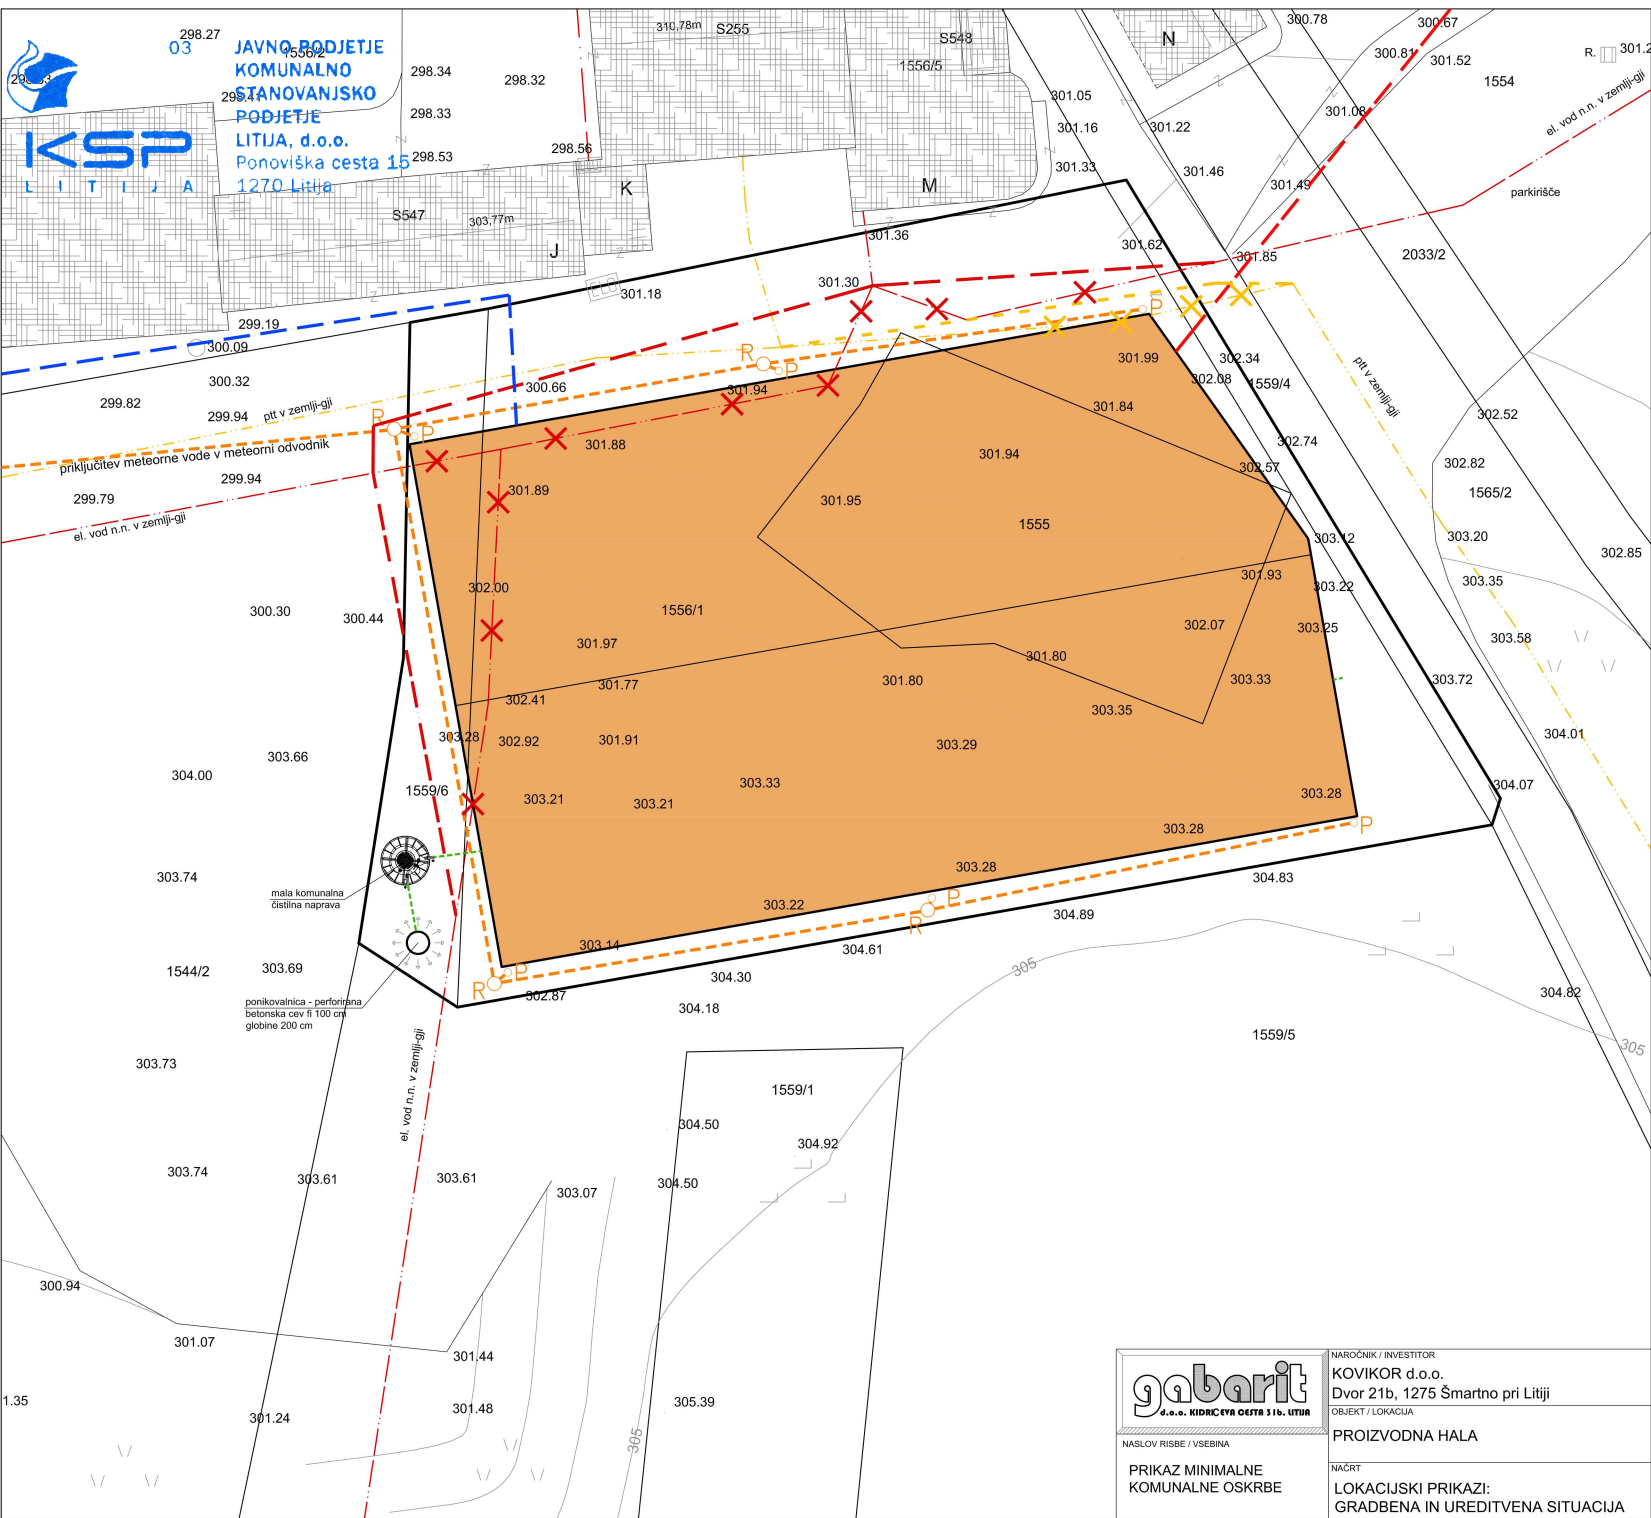 298.27
03
JAVNO PODJETJE
KOMUNALNO
STANOVANJSKO
PODJETJE
LITIJA, d.o.o.
Ponoviška cesta 15
1270 Litija
KSP
LITIJA
1556/2
298.34
298.33
298.53
298.32
298.56
310,78m
S255
S548
1556/5
N
300.78
300.67
300.81
301.52
R.
1554
301.08
el. vod n.n. v zemlji-gji
301.05
301.16
301.33
301.22
301.46
301.49
parkirišče
S547
303,77m
K
J
M
301.36
301.62
301.85
2033/2
301.30
301.18
299.19
300.09
300.32
299.82
299.94
ptt v zemlji-gji
300.66
301.94
R
P
R
P
P
301.99
302.34
302.08
1559/4
ptt v zemlji-gji
301.84
302.52
priključitev meteorne vode v meteorni odvodnik
299.94
299.79
el. vod n.n. v zemlji-gji
301.88
301.89
301.94
301.95
1555
302.74
302.57
302.82
1565/2
303.12
303.20
302.85
302.00
301.93
303.22
303.35
300.30
300.44
1556/1
301.97
302.07
303.25
303.58
301.80
301.77
301.80
303.33
303.72
302.41
303.35
303.28
302.92
301.91
303.29
304.01
303.66
304.00
1559/6
303.33
303.21
303.21
303.28
304.07
303.28
P
303.74
mala komunalna
čistilna naprava
303.28
304.83
303.22
P
R
304.89
303.14
304.61
305
1544/2
303.69
R
P
304.30
302.87
304.82
ponikovalnica - perforirana
betonska cev fi 100 cm
globine 200 cm
304.18
1559/5
305
303.73
el. vod n.n. v zemlji-gji
1559/1
304.50
304.92
303.74
303.61
303.61
303.07
304.50
300.94
301.07
301.44
1.35
301.24
301.48
305.39
305
gabarit
d.o.o. KIDRIČEVA CESTA 31b. LITIJA
NASLOV RISBE / VSEBINA
PRIKAZ MINIMALNE
KOMUNALNE OSKRBE
NAROČNIK / INVESTITOR
KOVIKOR d.o.o.
Dvor 21b, 1275 Šmartno pri Litiji
OBJEKT / LOKACIJA
PROIZVODNA HALA
NAČRT
LOKACIJSKI PRIKAZI:
GRADBENA IN UREDITVENA SITUACIJA